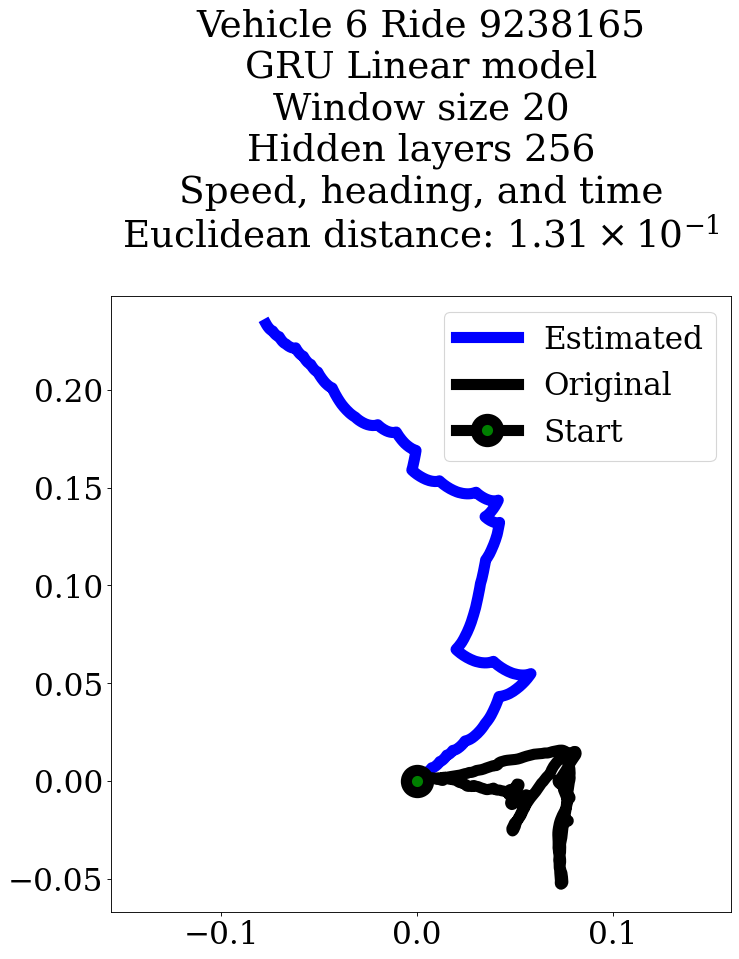 Vehicle 6 Ride 9238165
GRU Linear model
Window size 20
Hidden layers 256
Speed, heading, and time
Euclidean distance: 1.31 × 10⁻¹
Estimated
Original
Start
0.20
0.15
0.10
0.05
0.00
−0.05
−0.1
0.0
0.1